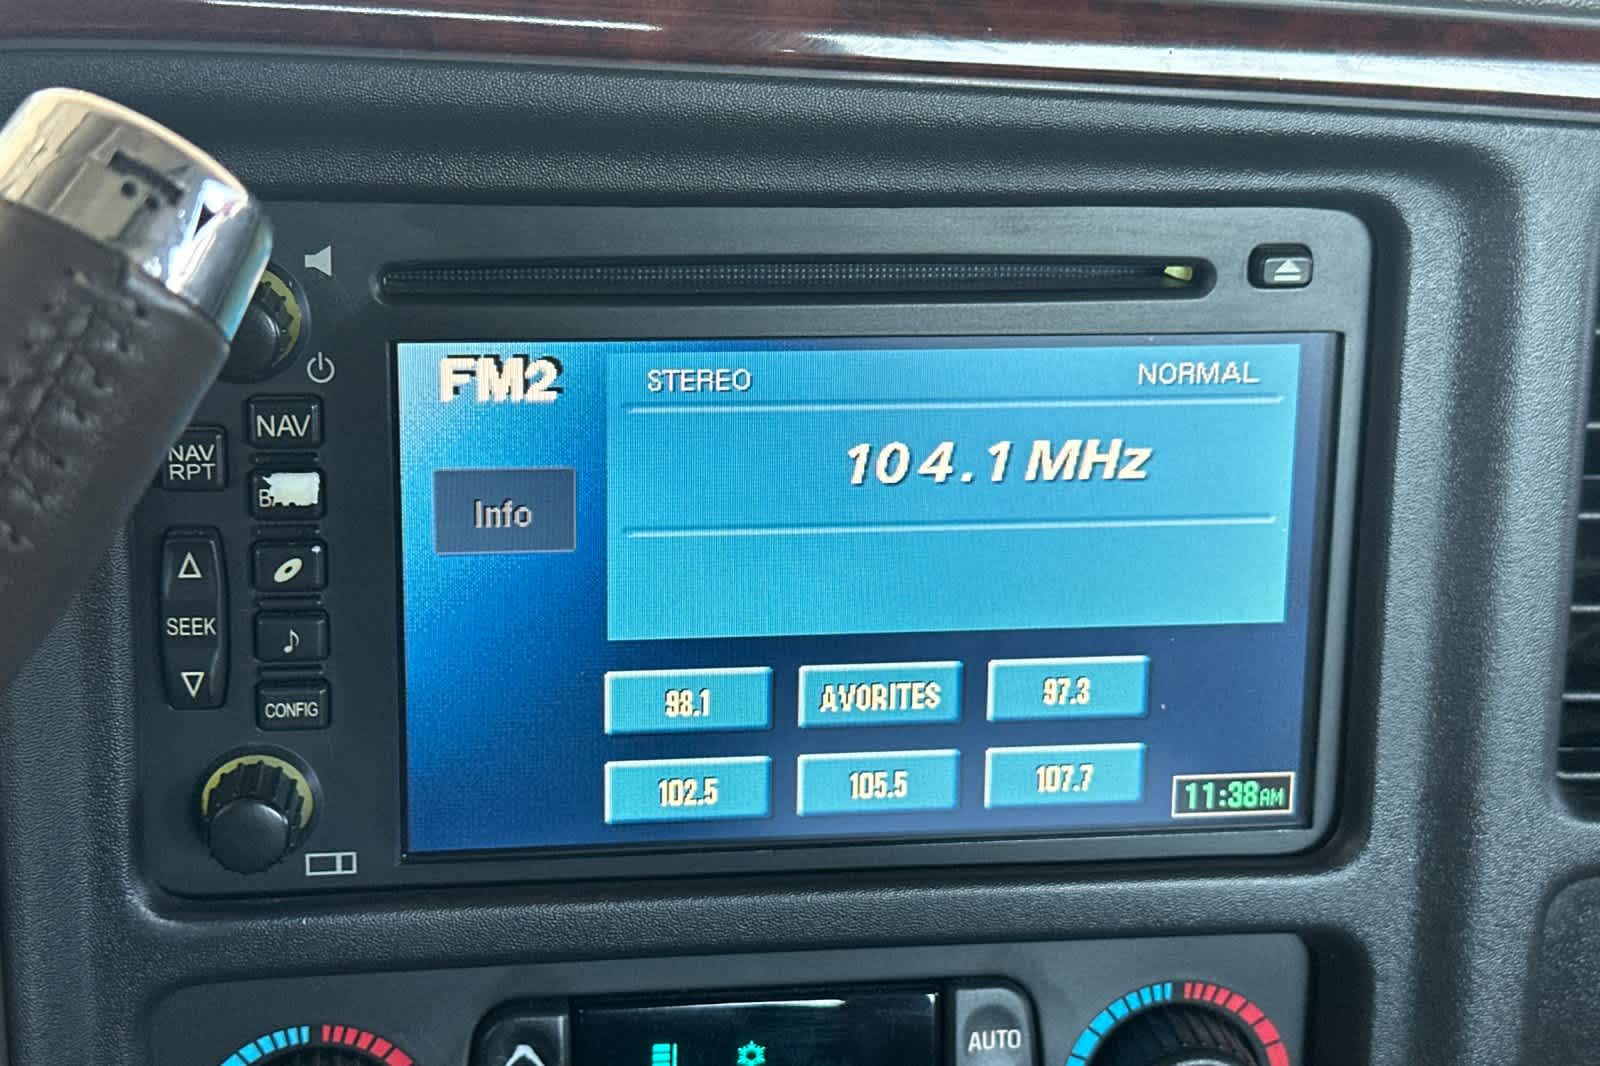 FM2
STEREO
NORMAL
104.1 MHz
Info
NAV
NAV
RPT
SEEK
CONFIG
98.1
AVORITES
97.3
102.5
105.5
107.7
11:38AM
AUTO